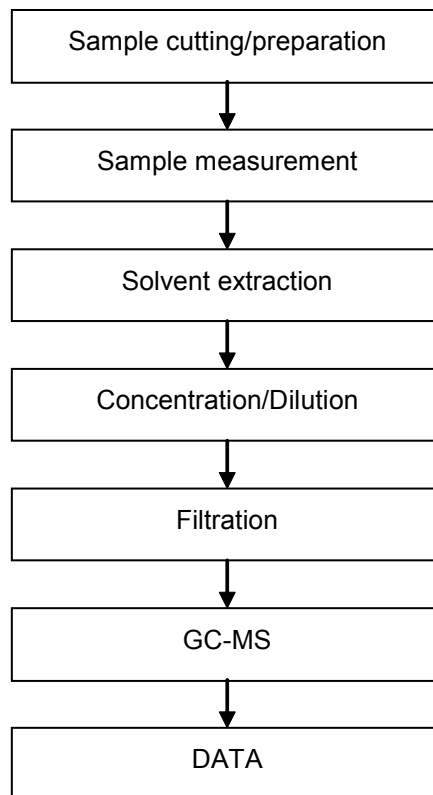 Sample cutting/preparation
Sample measurement
Solvent extraction
Concentration/Dilution
Filtration
GC-MS
DATA